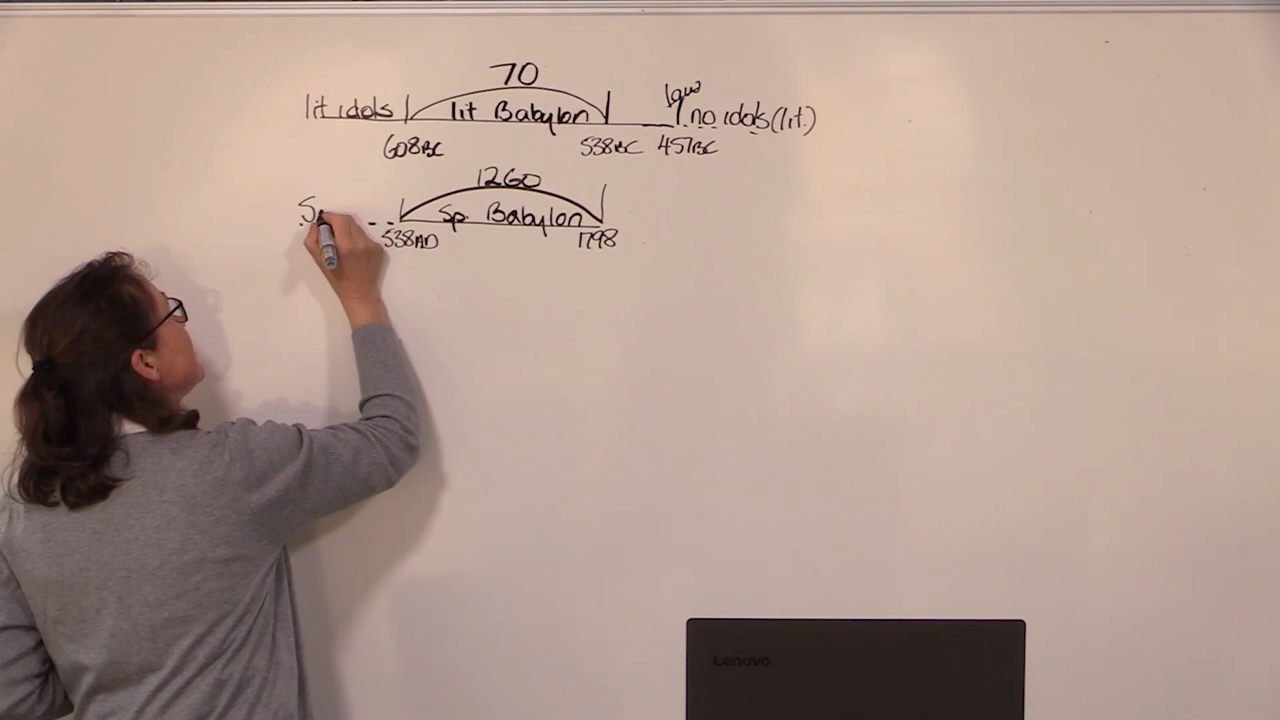 70
law
lit idols lit Babylon no idols (lit.)
608BC 538BC 457BC
1260
S Sp. Babylon
538AD 1798
Lenovo